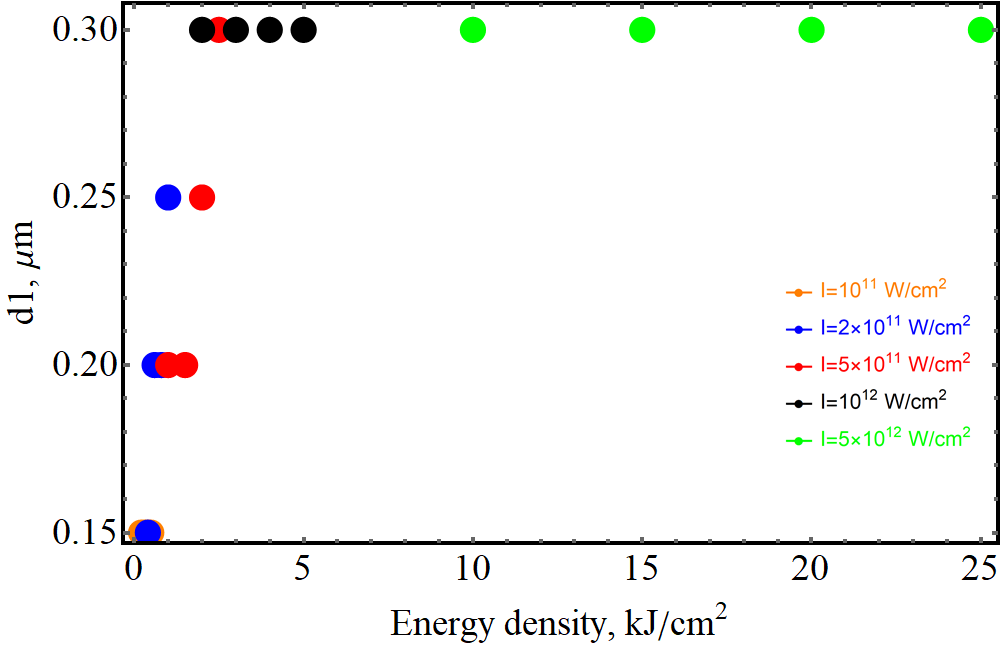 0.30
0.25
0.20
0.15
d1, μm
0 5 10 15 20 25
Energy density, kJ/cm²
I=10¹¹ W/cm²
I=2×10¹¹ W/cm²
I=5×10¹¹ W/cm²
I=10¹² W/cm²
I=5×10¹² W/cm²